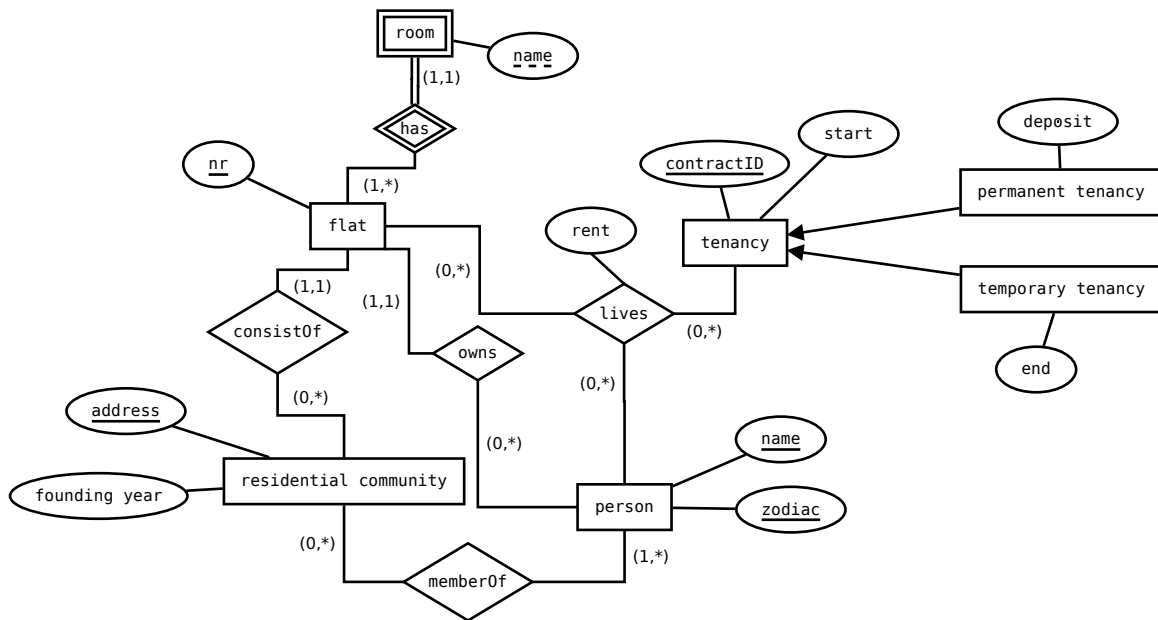 room
name
(1,1)
has
deposit
start
contractID
nr
(1,*)
permanent tenancy
flat
rent
tenancy
(0,*)
(1,1)
(1,1)
temporary tenancy
lives
consistOf
(0,*)
owns
end
(0,*)
(0,*)
address
name
(0,*)
residential community
founding year
person
zodiac
(0,*)
(1,*)
memberOf